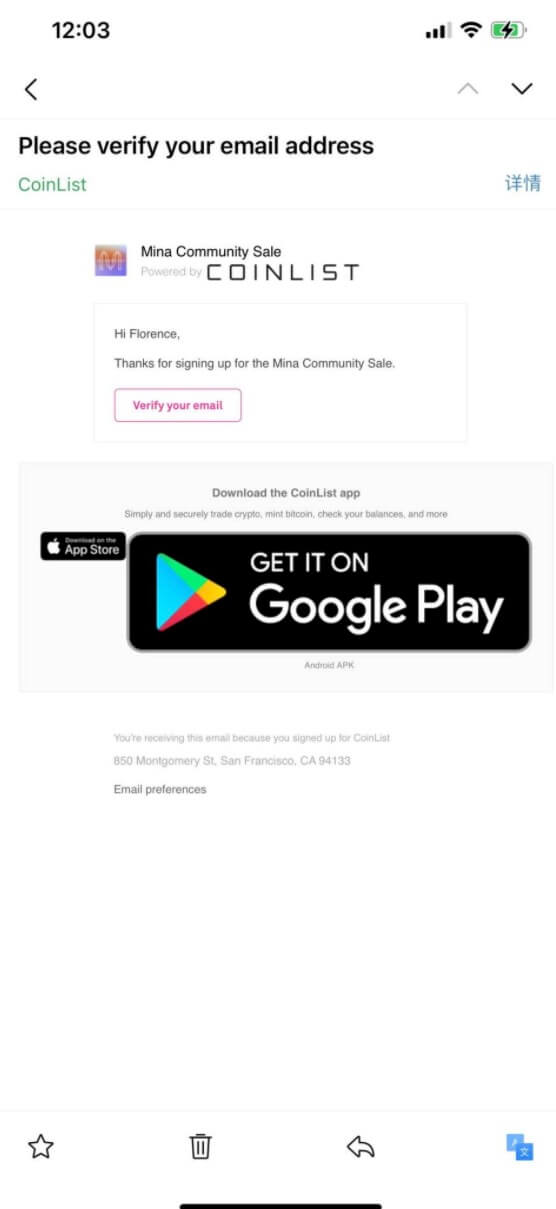 12:03
Please verify your email address
CoinList
详情
Mina Community Sale
Powered by COINLIST
Hi Florence,
Thanks for signing up for the Mina Community Sale.
Verify your email
Download the CoinList app
Simply and securely trade crypto, mint bitcoin, check your balances, and more
Download on the
App Store
GET IT ON
Google Play
Android APK
You're receiving this email because you signed up for CoinList
850 Montgomery St, San Francisco, CA 94133
Email preferences
A
文